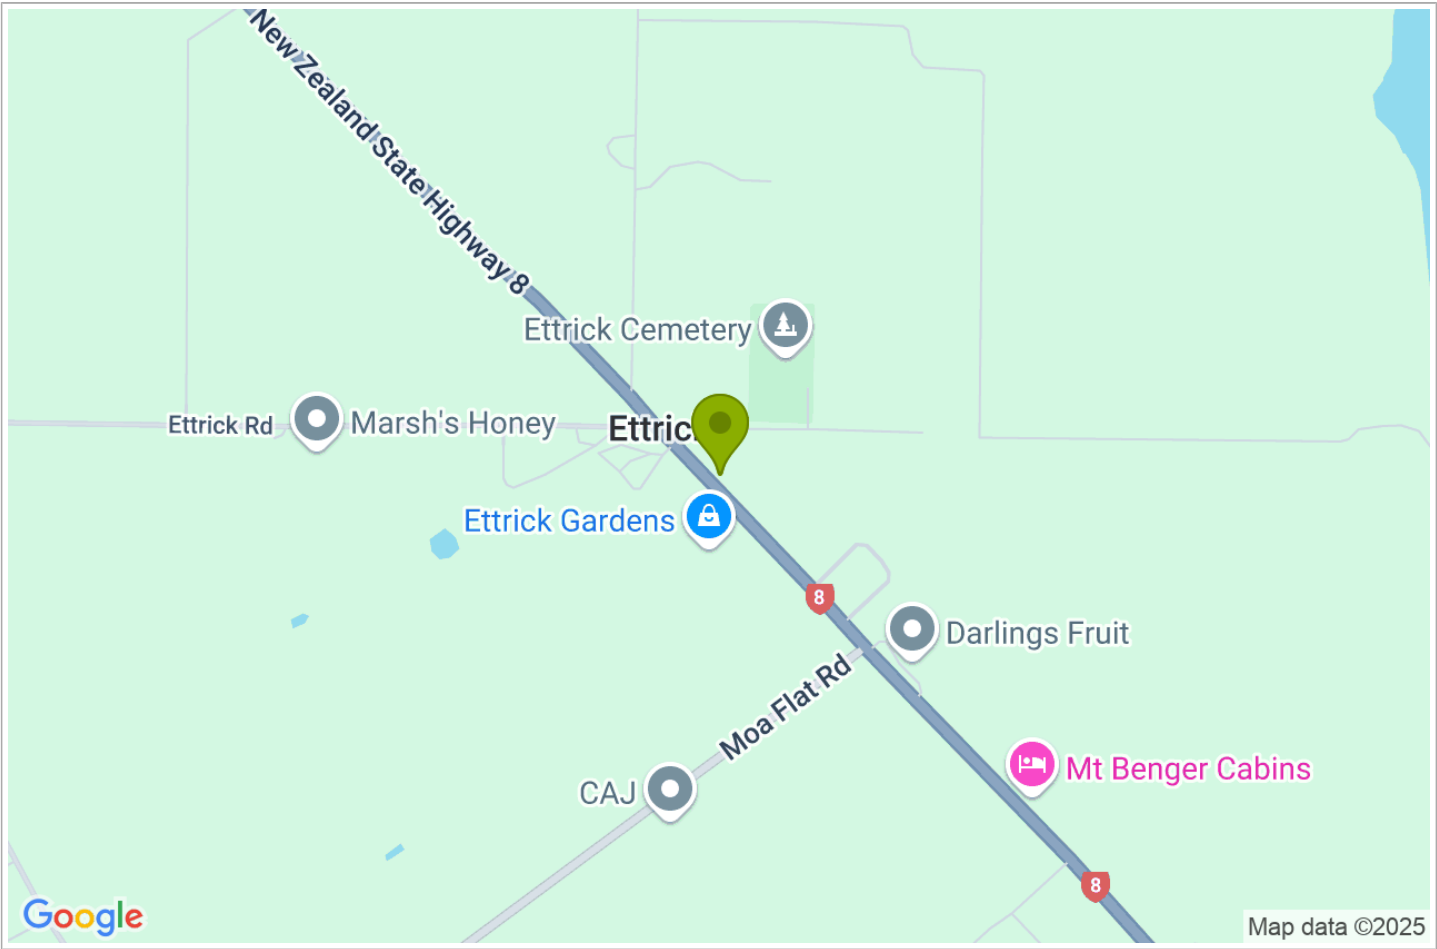 New Zealand State Highway 8
Ettrick Cemetery
Ettrick Rd
Marsh's Honey
Ettric
Ettrick Gardens
8
Darlings Fruit
Moa Flat Rd
Mt Benger Cabins
CAJ
8
Google
Map data ©2025